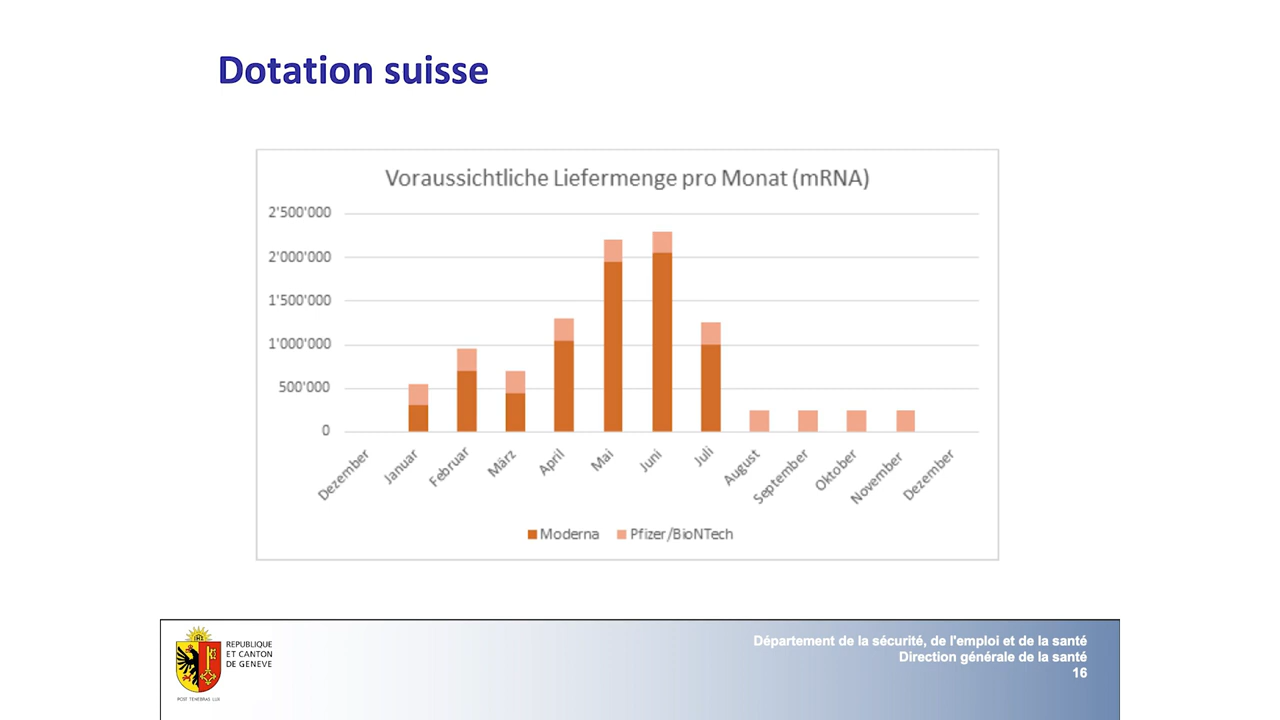 Dotation suisse
Voraussichtliche Liefermenge pro Monat (mRNA)
2'500'000
2'000'000
1'500'000
1'000'000
500'000
0
Dezember
Januar
Februar
März
April
Mai
Juni
Juli
August
September
Oktober
November
Dezember
Moderna
Pfizer/BioNTech
REPUBLIQUE
ET CANTON
DE GENEVE
POST TENEBRAS LUX
Département de la sécurité, de l'emploi et de la santé
Direction générale de la santé
16